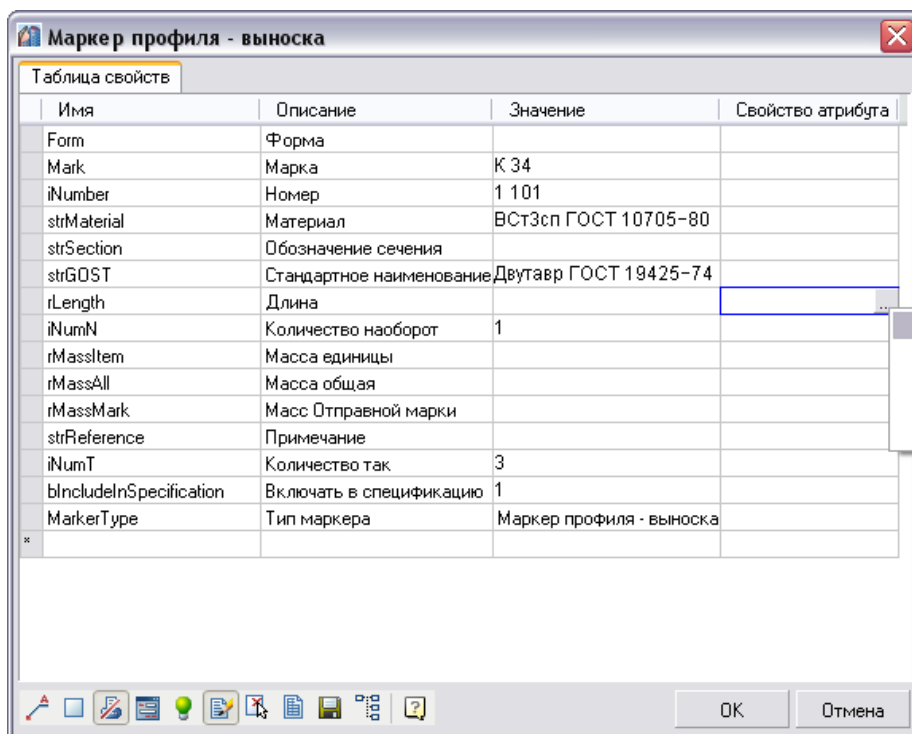 Маркер профиля - выноска
Таблица свойств
Имя Описание Значение Свойство атрибута
Form Форма
Mark Марка К 34
iNumber Номер 1 101
strMaterial Материал ВСт3сп ГОСТ 10705-80
strSection Обозначение сечения
strGOST Стандартное наименование Двутавр ГОСТ 19425-74
rLength Длина ...
iNumN Количество наоборот 1
rMassItem Масса единицы
rMassAll Масса общая
rMassMark Масс Отправной марки
strReference Примечание
iNumT Количество так 3
bIncludeInSpecification Включать в спецификацию 1
MarkerType Тип маркера Маркер профиля - выноска
OK Отмена